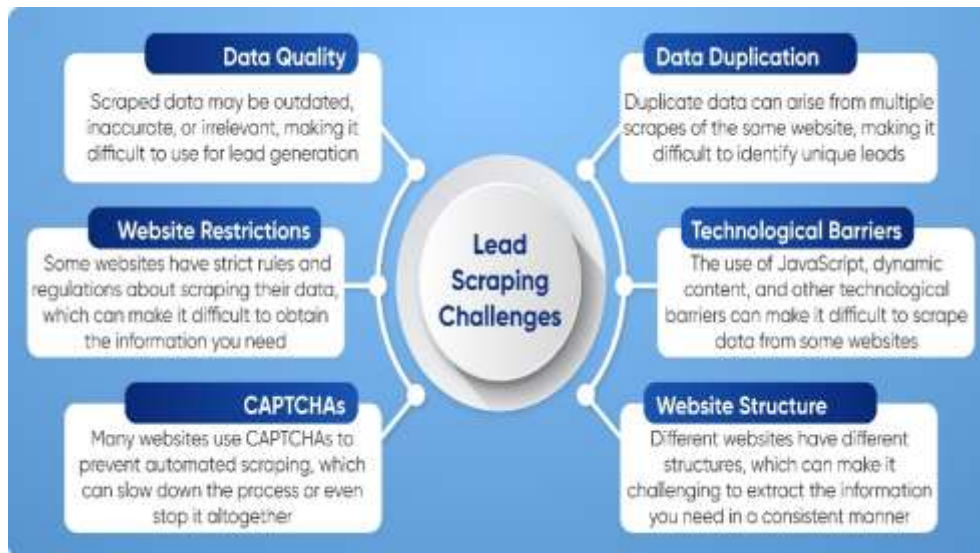 Data Quality
Scraped data may be outdated,
inaccurate, or irrelevant, making it
difficult to use for lead generation
Website Restrictions
Some websites have strict rules and
regulations about scraping their data,
which can make it difficult to obtain
the information you need
CAPTCHAs
Many websites use CAPTCHAs to
prevent automated scraping, which
can slow down the process or even
stop it altogether
Lead
Scraping
Challenges
Data Duplication
Duplicate data can arise from multiple
scrapes of the same website, making it
difficult to identify unique leads
Technological Barriers
The use of JavaScript, dynamic
content, and other technological
barriers can make it difficult to scrape
data from some websites
Website Structure
Different websites have different
structures, which can make it
challenging to extract the information
you need in a consistent manner